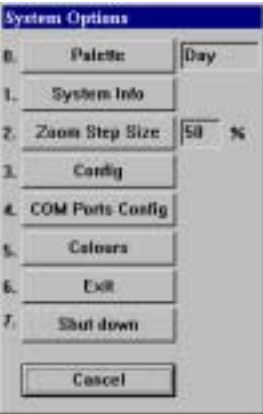 System Options
0. Palette Day
1. System Info
2. Zoom Step Size 50 %
3. Config
4. COM Ports Config
5. Colours
6. Exit
7. Shut down
Cancel